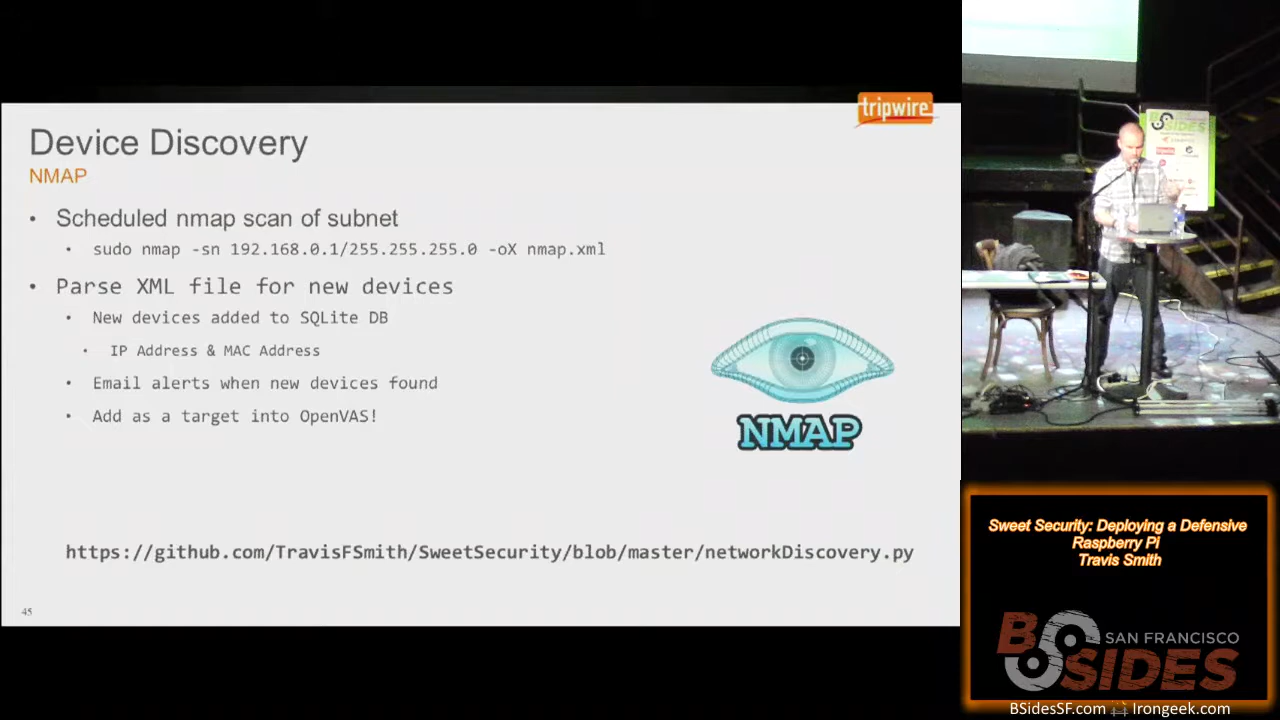 tripwire
Device Discovery
NMAP
• Scheduled nmap scan of subnet
• sudo nmap -sn 192.168.0.1/255.255.255.0 -oX nmap.xml
• Parse XML file for new devices
• New devices added to SQLite DB
• IP Address & MAC Address
• Email alerts when new devices found
• Add as a target into OpenVAS!
NMAP
https://github.com/TravisFSmith/SweetSecurity/blob/master/networkDiscovery.py
45
BSIDES
Sweet Security: Deploying a Defensive
Raspberry Pi
Travis Smith
BSIDES
SAN FRANCISCO
BSidesSF.com Irongeek.com